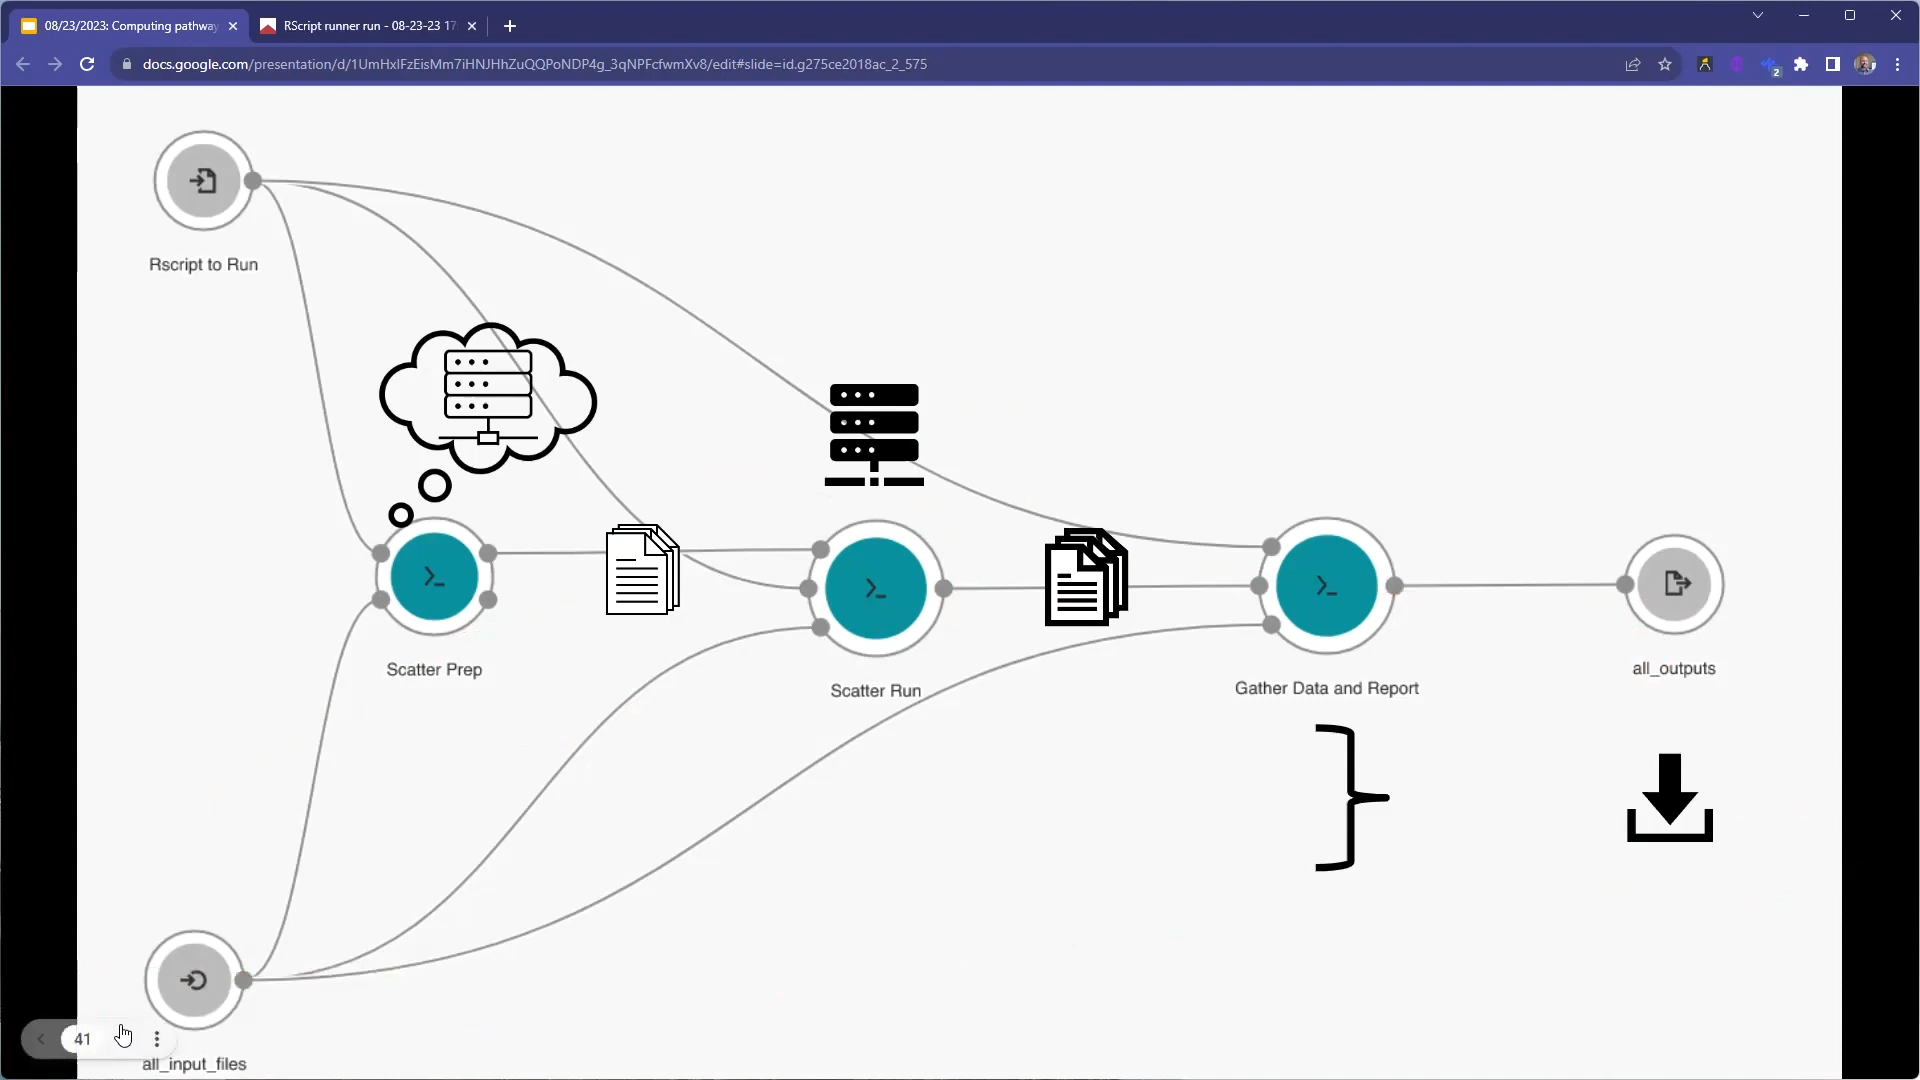 08/23/2023: Computing pathway
RScript runner run - 08-23-23 17
docs.google.com/presentation/d/1UmHxlFzEisMm7iHNJHhZuQQPoNDP4g_3qNPFcfwmXv8/edit#slide=id.g275ce2018ac_2_575
2
Rscript to Run
Scatter Prep
Scatter Run
Gather Data and Report
all_outputs
41
all_input_files